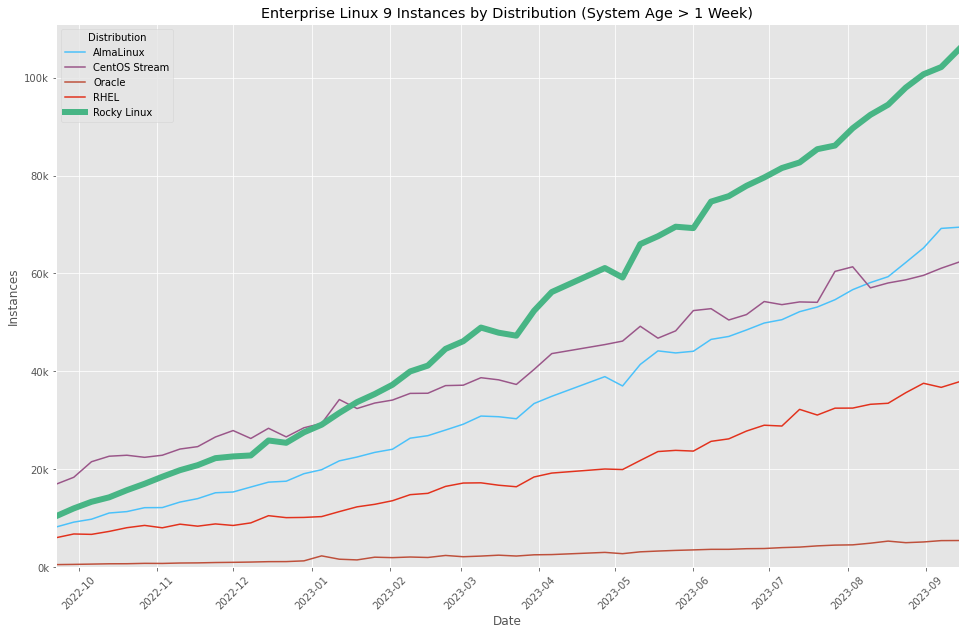 Enterprise Linux 9 Instances by Distribution (System Age > 1 Week)
Distribution
AlmaLinux
CentOS Stream
Oracle
RHEL
Rocky Linux
Instances
100k
80k
60k
40k
20k
0k
2022-10
2022-11
2022-12
2023-01
2023-02
2023-03
2023-04
2023-05
2023-06
2023-07
2023-08
2023-09
Date